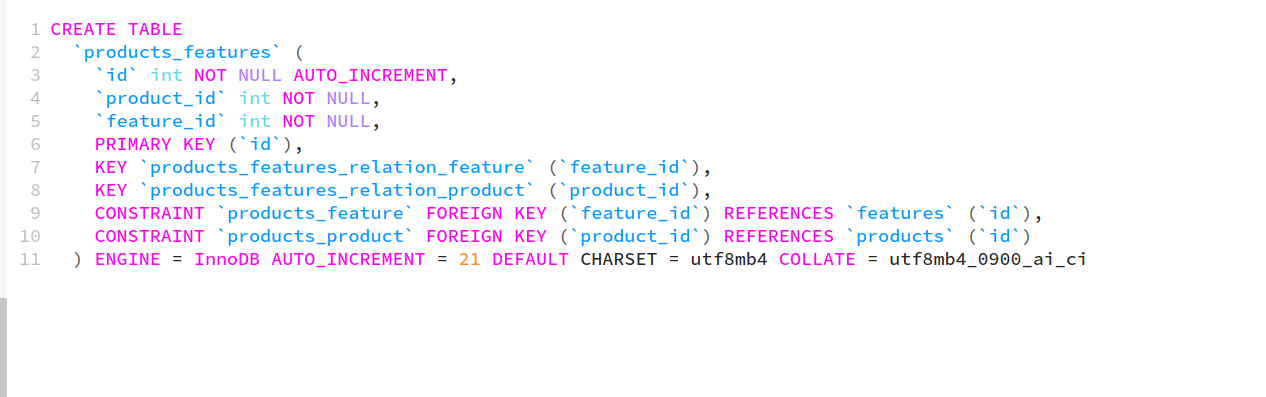 1 CREATE TABLE
2 `products_features` (
3 `id` int NOT NULL AUTO_INCREMENT,
4 `product_id` int NOT NULL,
5 `feature_id` int NOT NULL,
6 PRIMARY KEY (`id`),
7 KEY `products_features_relation_feature` (`feature_id`),
8 KEY `products_features_relation_product` (`product_id`),
9 CONSTRAINT `products_feature` FOREIGN KEY (`feature_id`) REFERENCES `features` (`id`),
10 CONSTRAINT `products_product` FOREIGN KEY (`product_id`) REFERENCES `products` (`id`)
11 ) ENGINE = InnoDB AUTO_INCREMENT = 21 DEFAULT CHARSET = utf8mb4 COLLATE = utf8mb4_0900_ai_ci